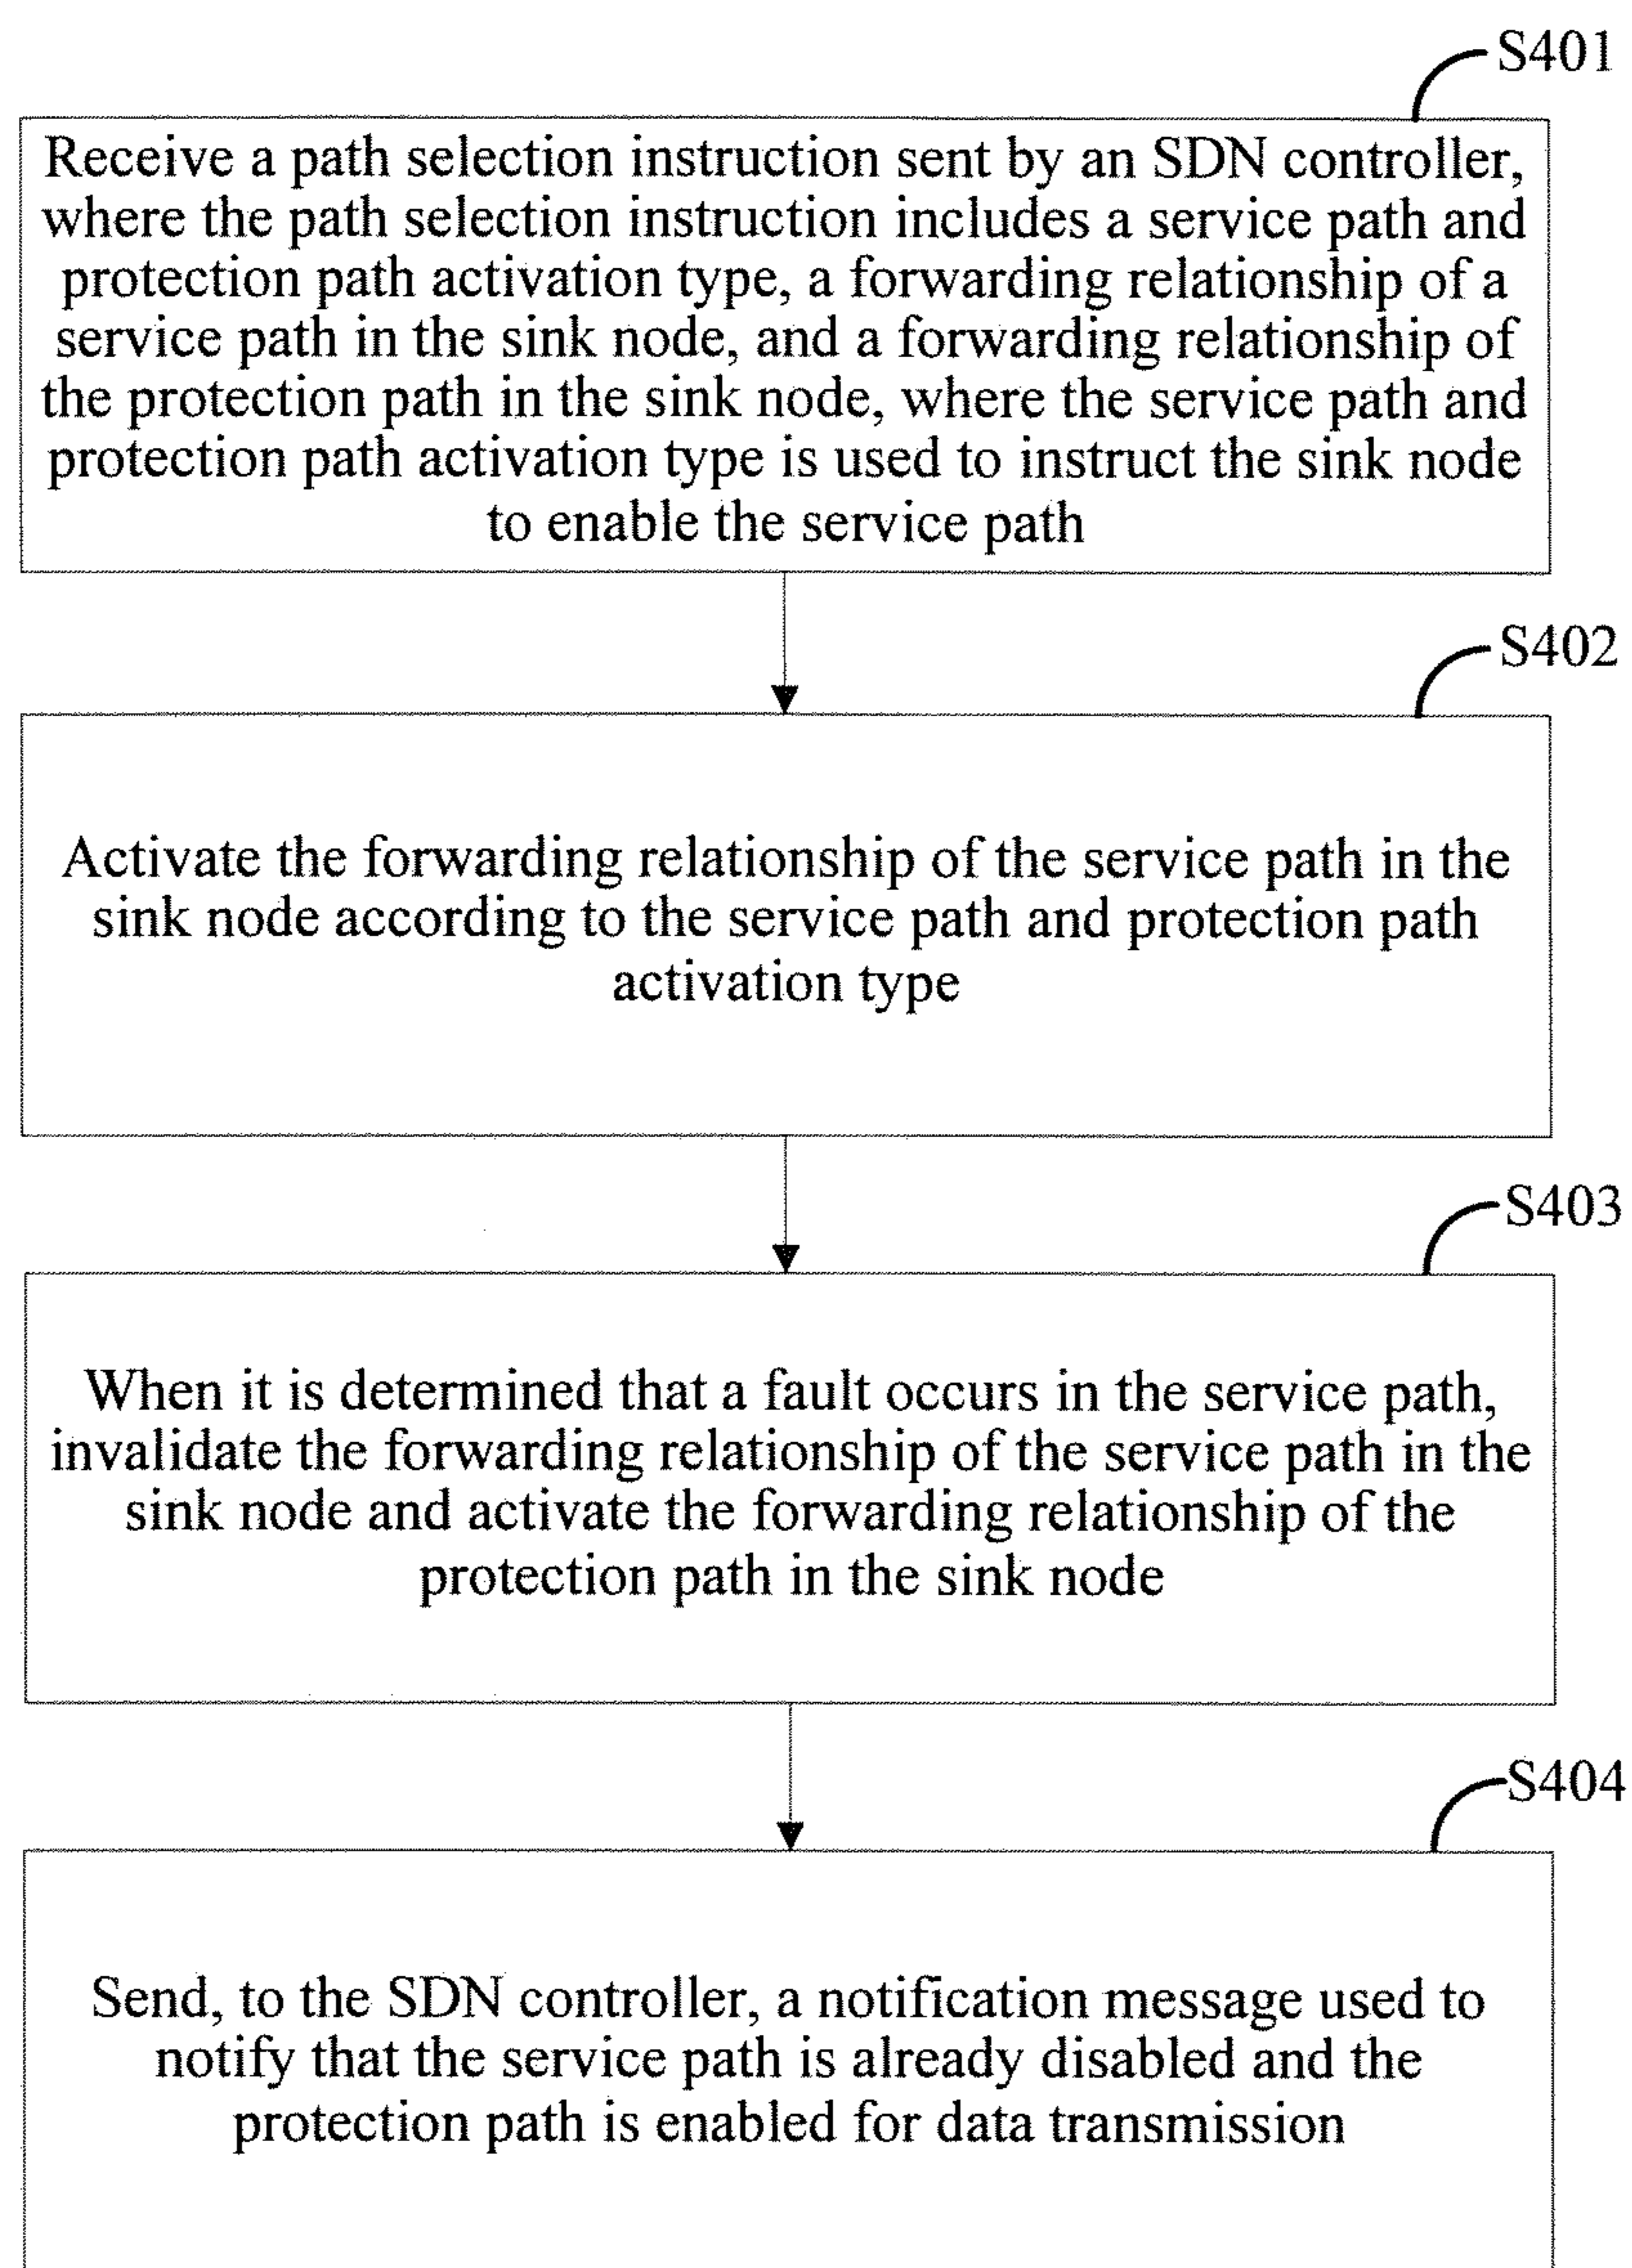 S401
Receive a path selection instruction sent by an SDN controller,
where the path selection instruction includes a service path and
protection path activation type, a forwarding relationship of a
service path in the sink node, and a forwarding relationship of
the protection path in the sink node, where the service path and
protection path activation type is used to instruct the sink node
to enable the service path
S402
Activate the forwarding relationship of the service path in the
sink node according to the service path and protection path
activation type
S403
When it is determined that a fault occurs in the service path,
invalidate the forwarding relationship of the service path in the
sink node and activate the forwarding relationship of the
protection path in the sink node
S404
Send, to the SDN controller, a notification message used to
notify that the service path is already disabled and the
protection path is enabled for data transmission